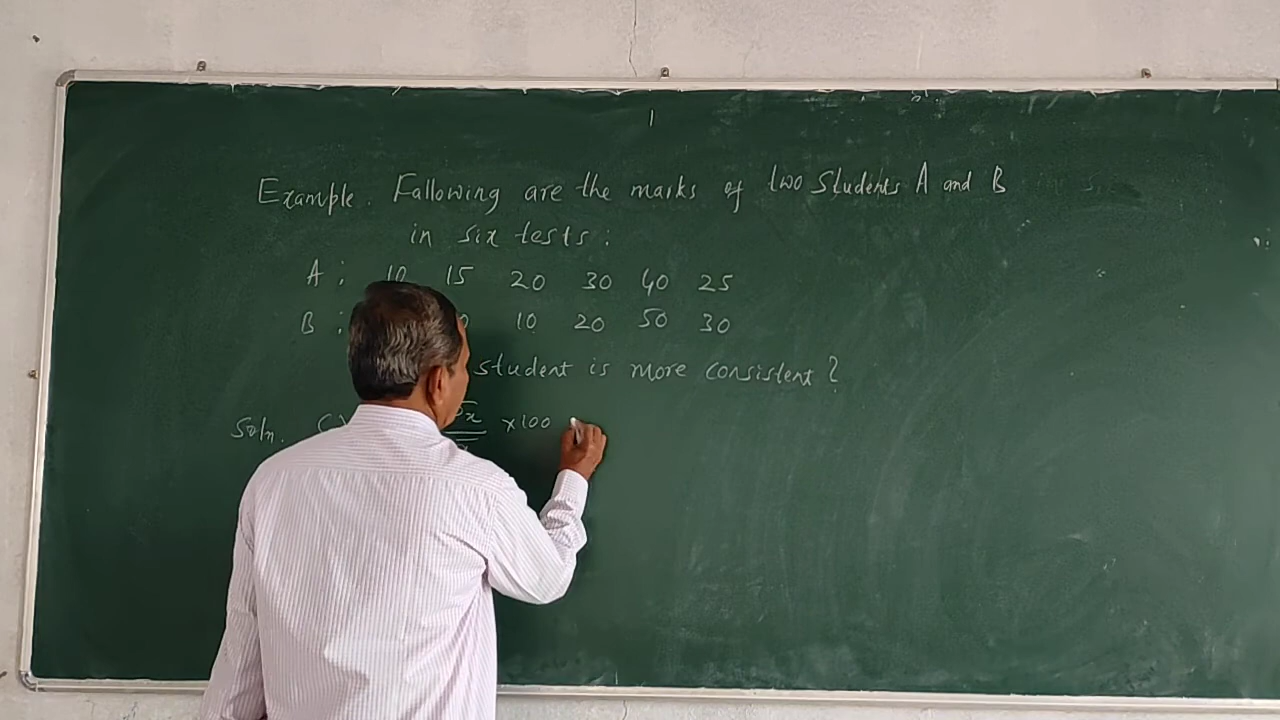 Example. Fallowing are the marks of two students A and B
in six tests:
A: 10 15 20 30 40 25
B: 10 20 50 30
student is more consistent?
Soln. x100